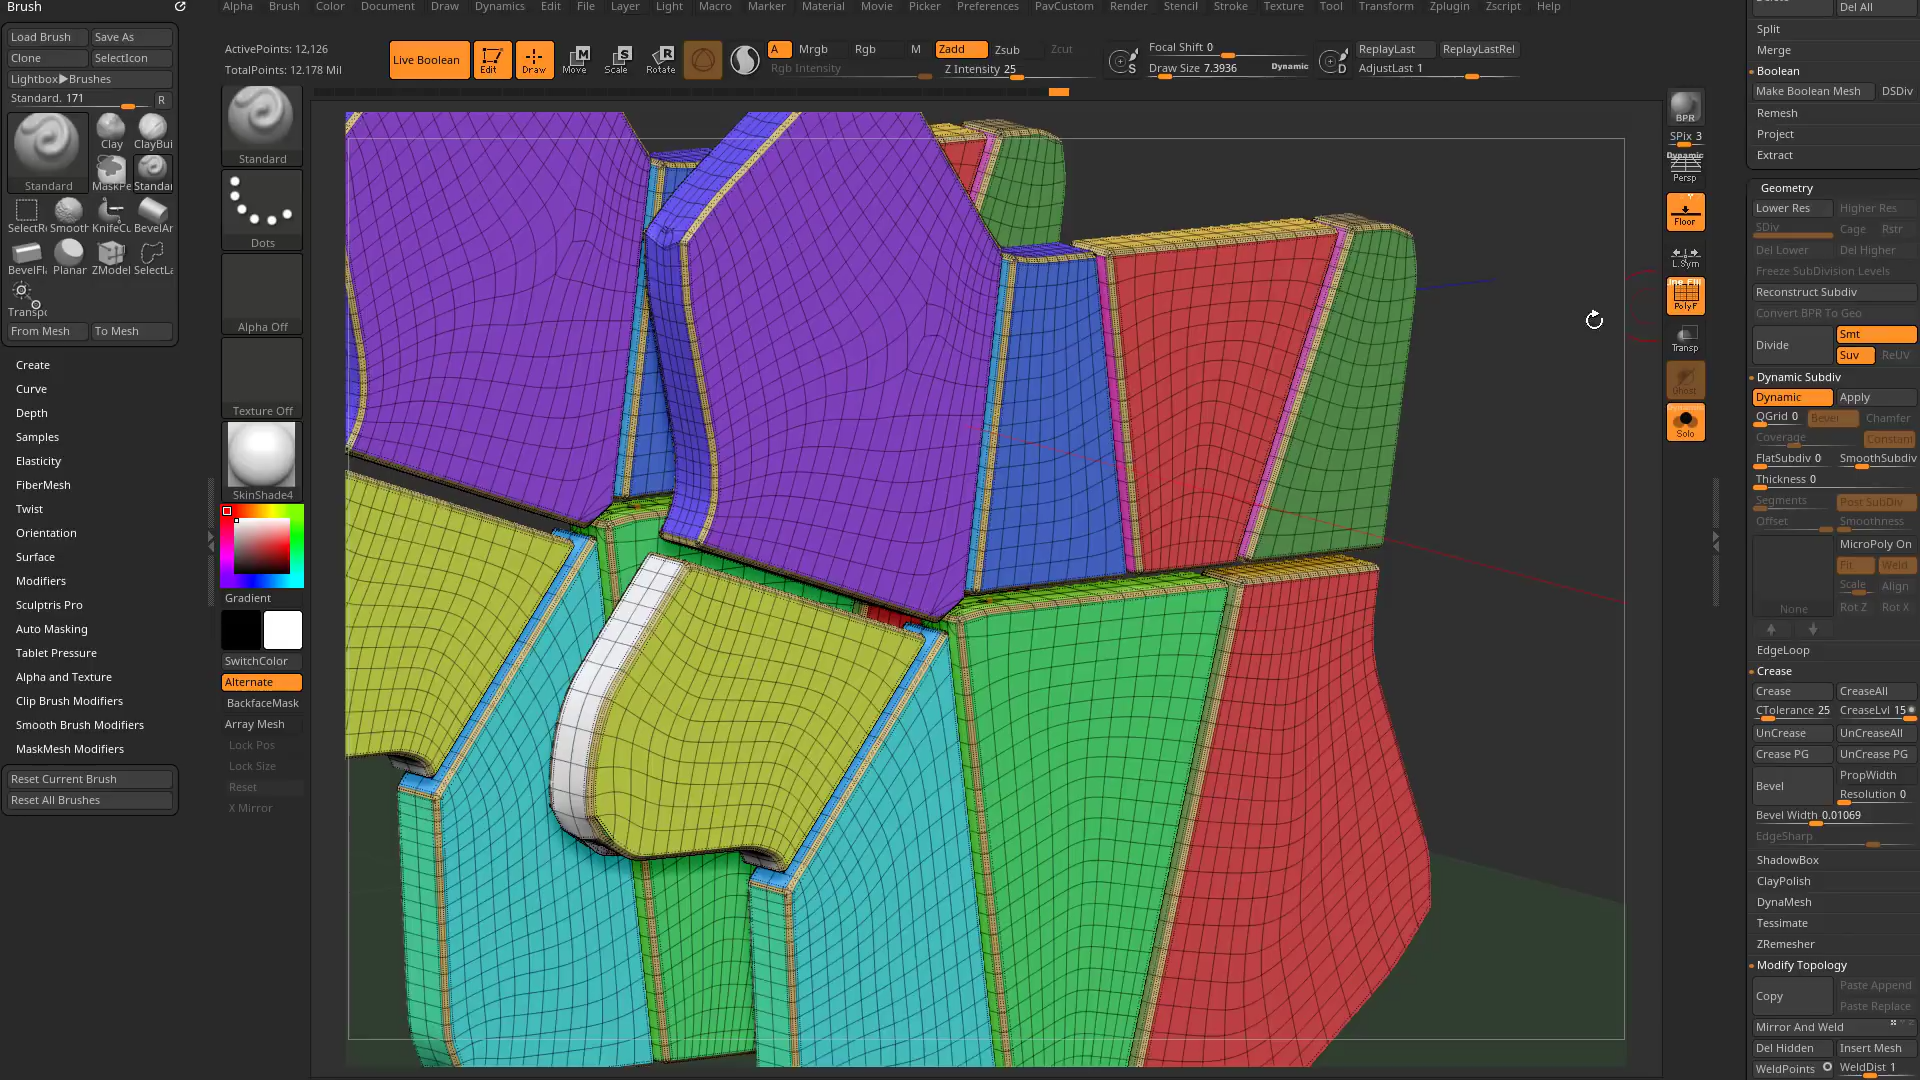 Brush
Alpha Brush Color Document Draw Dynamics Edit File Layer Light Macro Marker Material Movie Picker Preferences PavCustom Render Stencil Stroke Texture Tool Transform Zplugin Zscript Help
Load Brush Save As
Clone SelectIcon
Lightbox▶Brushes
Standard. 171 R
Clay ClayBui
Standard MaskPe Standar
SelectRe Smooth KnifeCu BevelAr
BevelFl Planar ZModel SelectLa
Transpo
From Mesh To Mesh
Create
Curve
Depth
Samples
Elasticity
FiberMesh
Twist
Orientation
Surface
Modifiers
Sculptris Pro
Auto Masking
Tablet Pressure
Alpha and Texture
Clip Brush Modifiers
Smooth Brush Modifiers
MaskMesh Modifiers
Reset Current Brush
Reset All Brushes
ActivePoints: 12,126
TotalPoints: 12.178 Mil
Live Boolean
Edit Draw Move Scale Rotate
A Mrgb Rgb M Zadd Zsub Zcut
Rgb Intensity Z Intensity 25
S Focal Shift 0
Draw Size 7.3936 Dynamic
D ReplayLast ReplayLastRel
AdjustLast 1
Standard
Dots
Alpha Off
Texture Off
SkinShade4
Gradient
SwitchColor
Alternate
BackfaceMask
Array Mesh
Lock Pos
Lock Size
Reset
X Mirror
BPR
SPix 3
Dynamic
Persp
Floor
L.Sym
PolyF
Transp
Ghost
Solo
Del All
Split
Merge
Boolean
Make Boolean Mesh DSDiv
Remesh
Project
Extract
Geometry
Lower Res Higher Res
SDiv Cage Rstr
Del Lower Del Higher
Freeze SubDivision Levels
Reconstruct Subdiv
Convert BPR To Geo
Divide Smt
Suv ReUV
Dynamic Subdiv
Dynamic Apply
QGrid 0 Bevel Chamfer
Coverage Constant
FlatSubdiv 0 SmoothSubdiv
Thickness 0
Segments Post SubDiv
Offset Smoothness
MicroPoly On
Fit Weld
Scale Align
None Rot Z Rot X
EdgeLoop
Crease
Crease CreaseAll
CTolerance 25 CreaseLvl 15
UnCrease UnCreaseAll
Crease PG UnCrease PG
Bevel PropWidth
Resolution 0
Bevel Width 0.01069
EdgeSharp
ShadowBox
ClayPolish
DynaMesh
Tessimate
ZRemesher
Modify Topology
Copy Paste Append
Paste Replace
Mirror And Weld
Del Hidden Insert Mesh
WeldPoints WeldDist 1